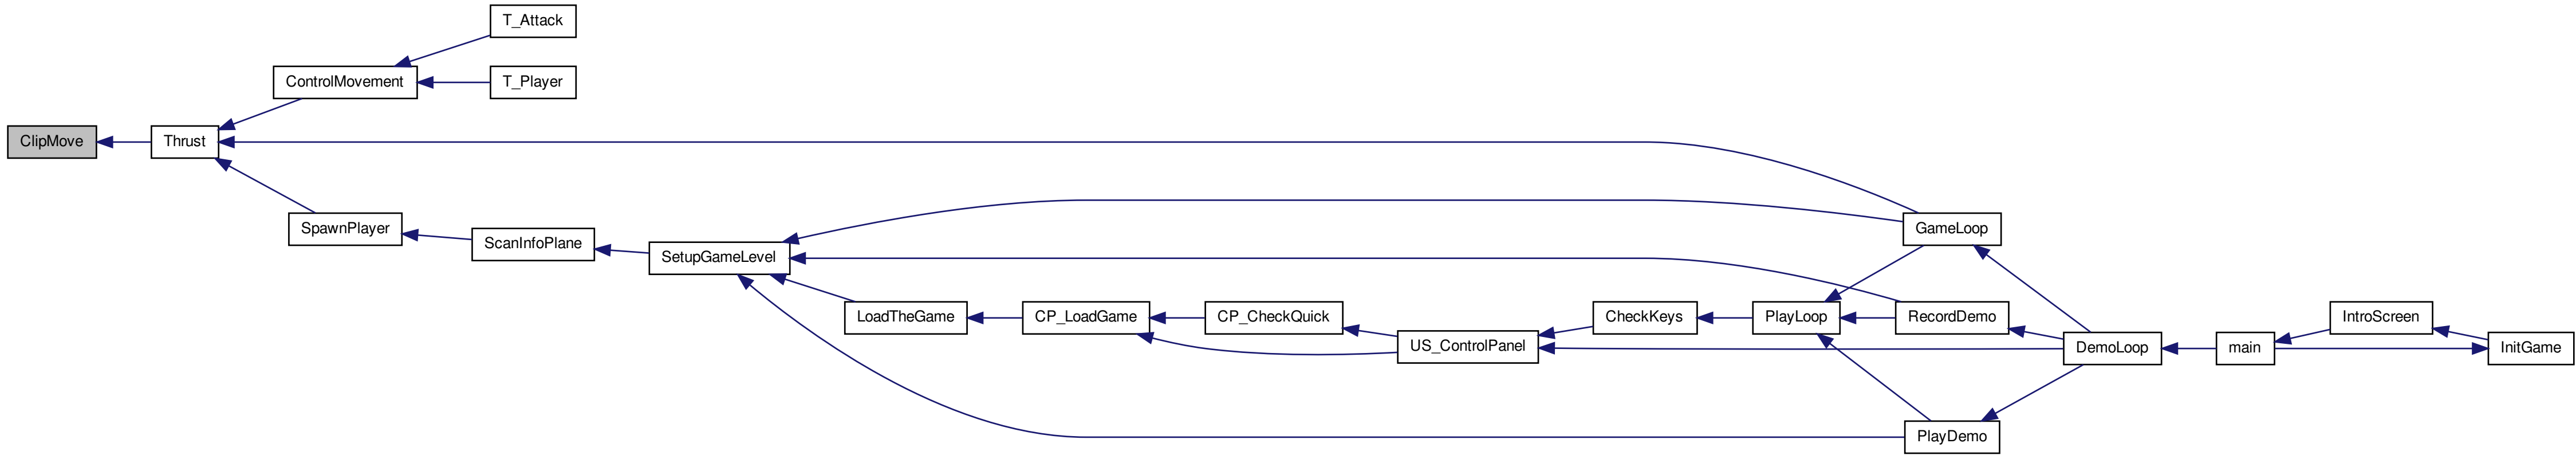 T_Attack
ControlMovement
T_Player
ClipMove
Thrust
SpawnPlayer
GameLoop
ScanInfoPlane
SetupGameLevel
LoadTheGame
CP_LoadGame
CP_CheckQuick
CheckKeys
PlayLoop
RecordDemo
IntroScreen
US_ControlPanel
DemoLoop
main
InitGame
PlayDemo